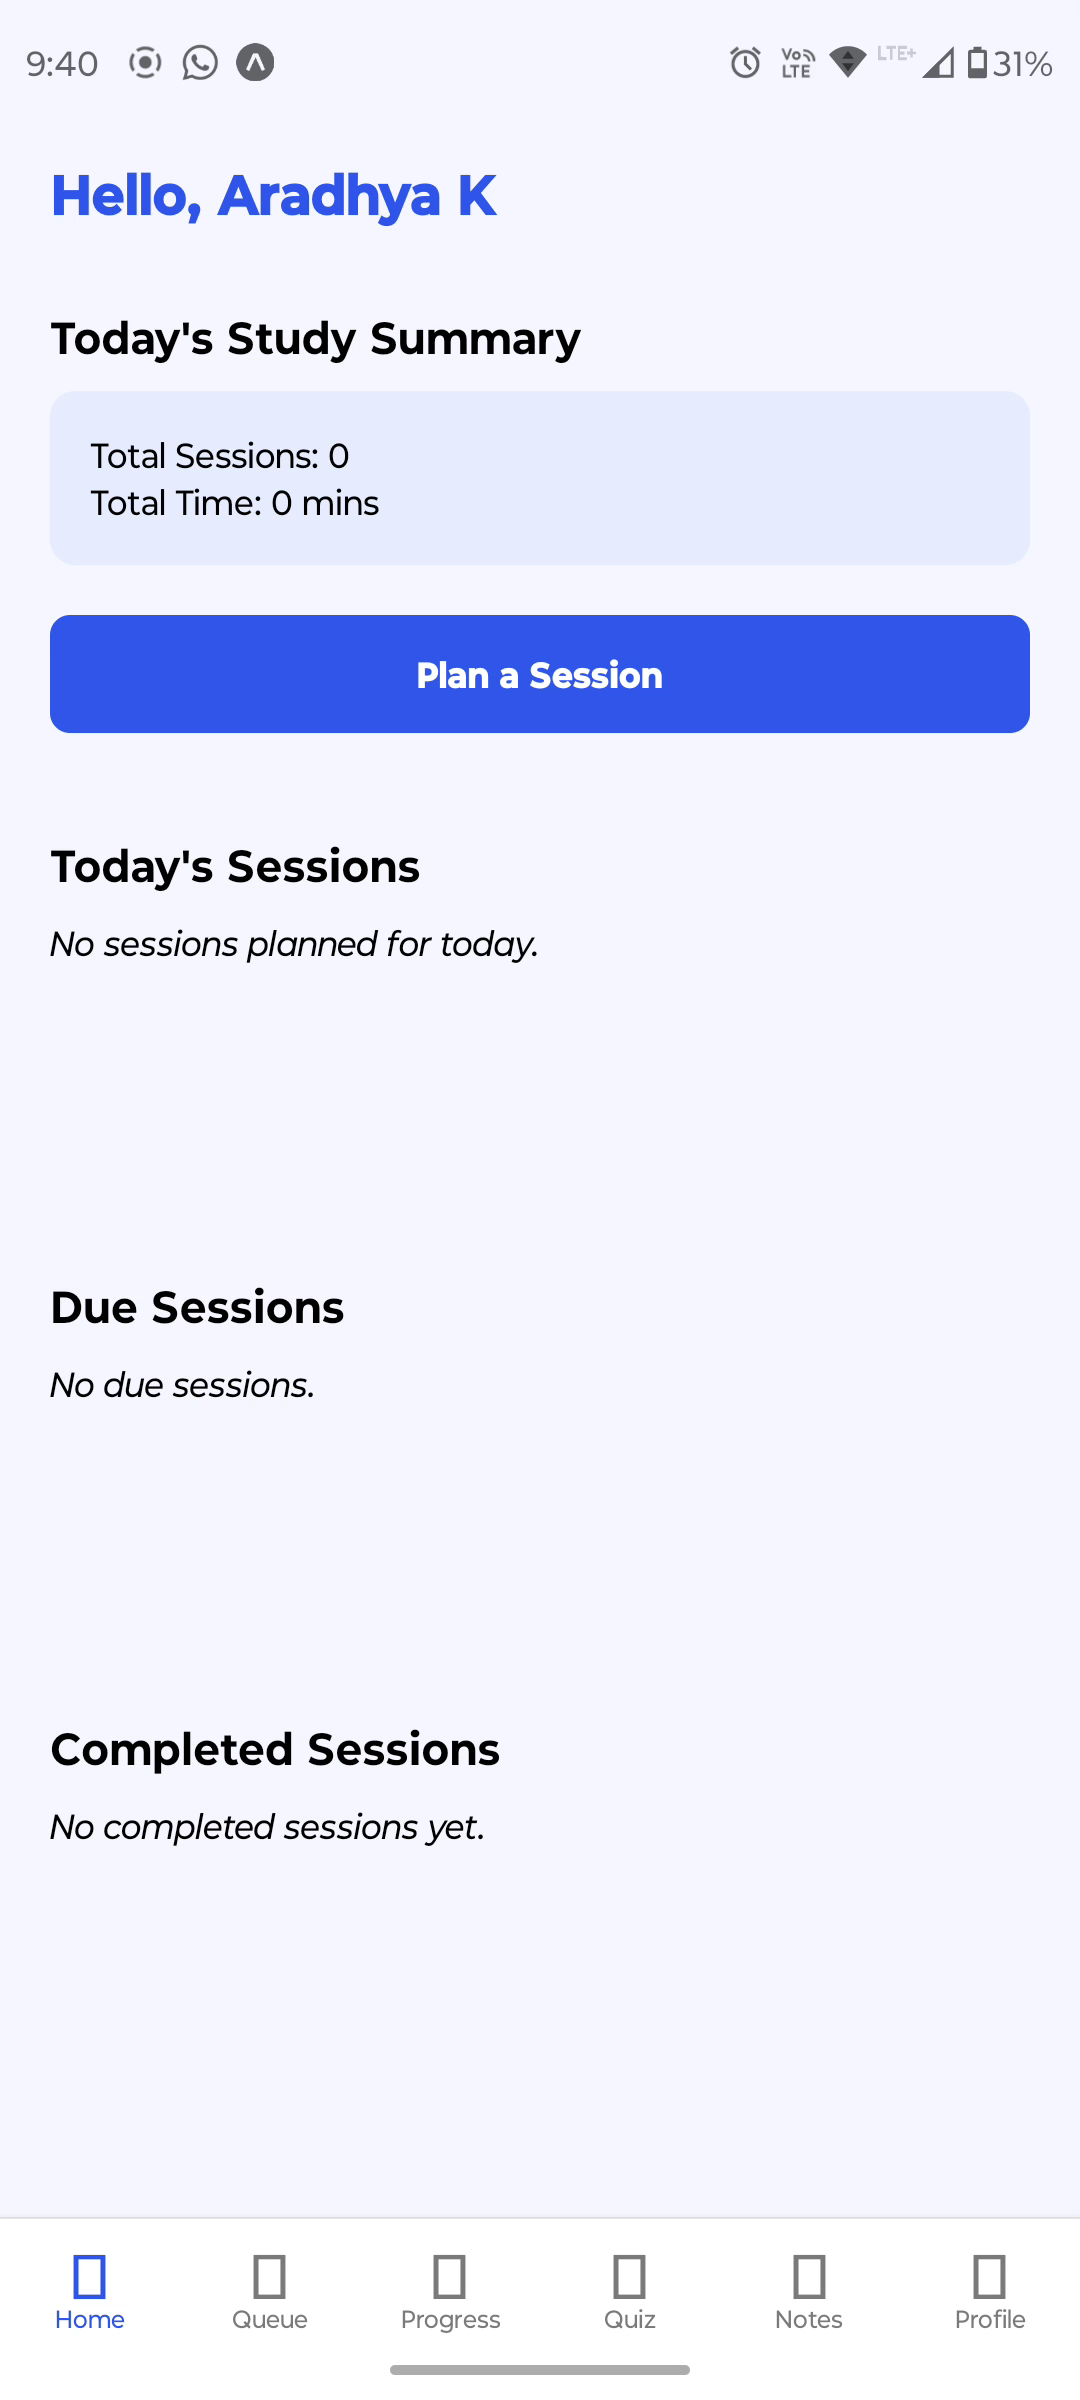 9:40 VoLTE LTE+ 31%
Hello, Aradhya K
Today's Study Summary
Total Sessions: 0
Total Time: 0 mins
Plan a Session
Today's Sessions
No sessions planned for today.
Due Sessions
No due sessions.
Completed Sessions
No completed sessions yet.
Home Queue Progress Quiz Notes Profile